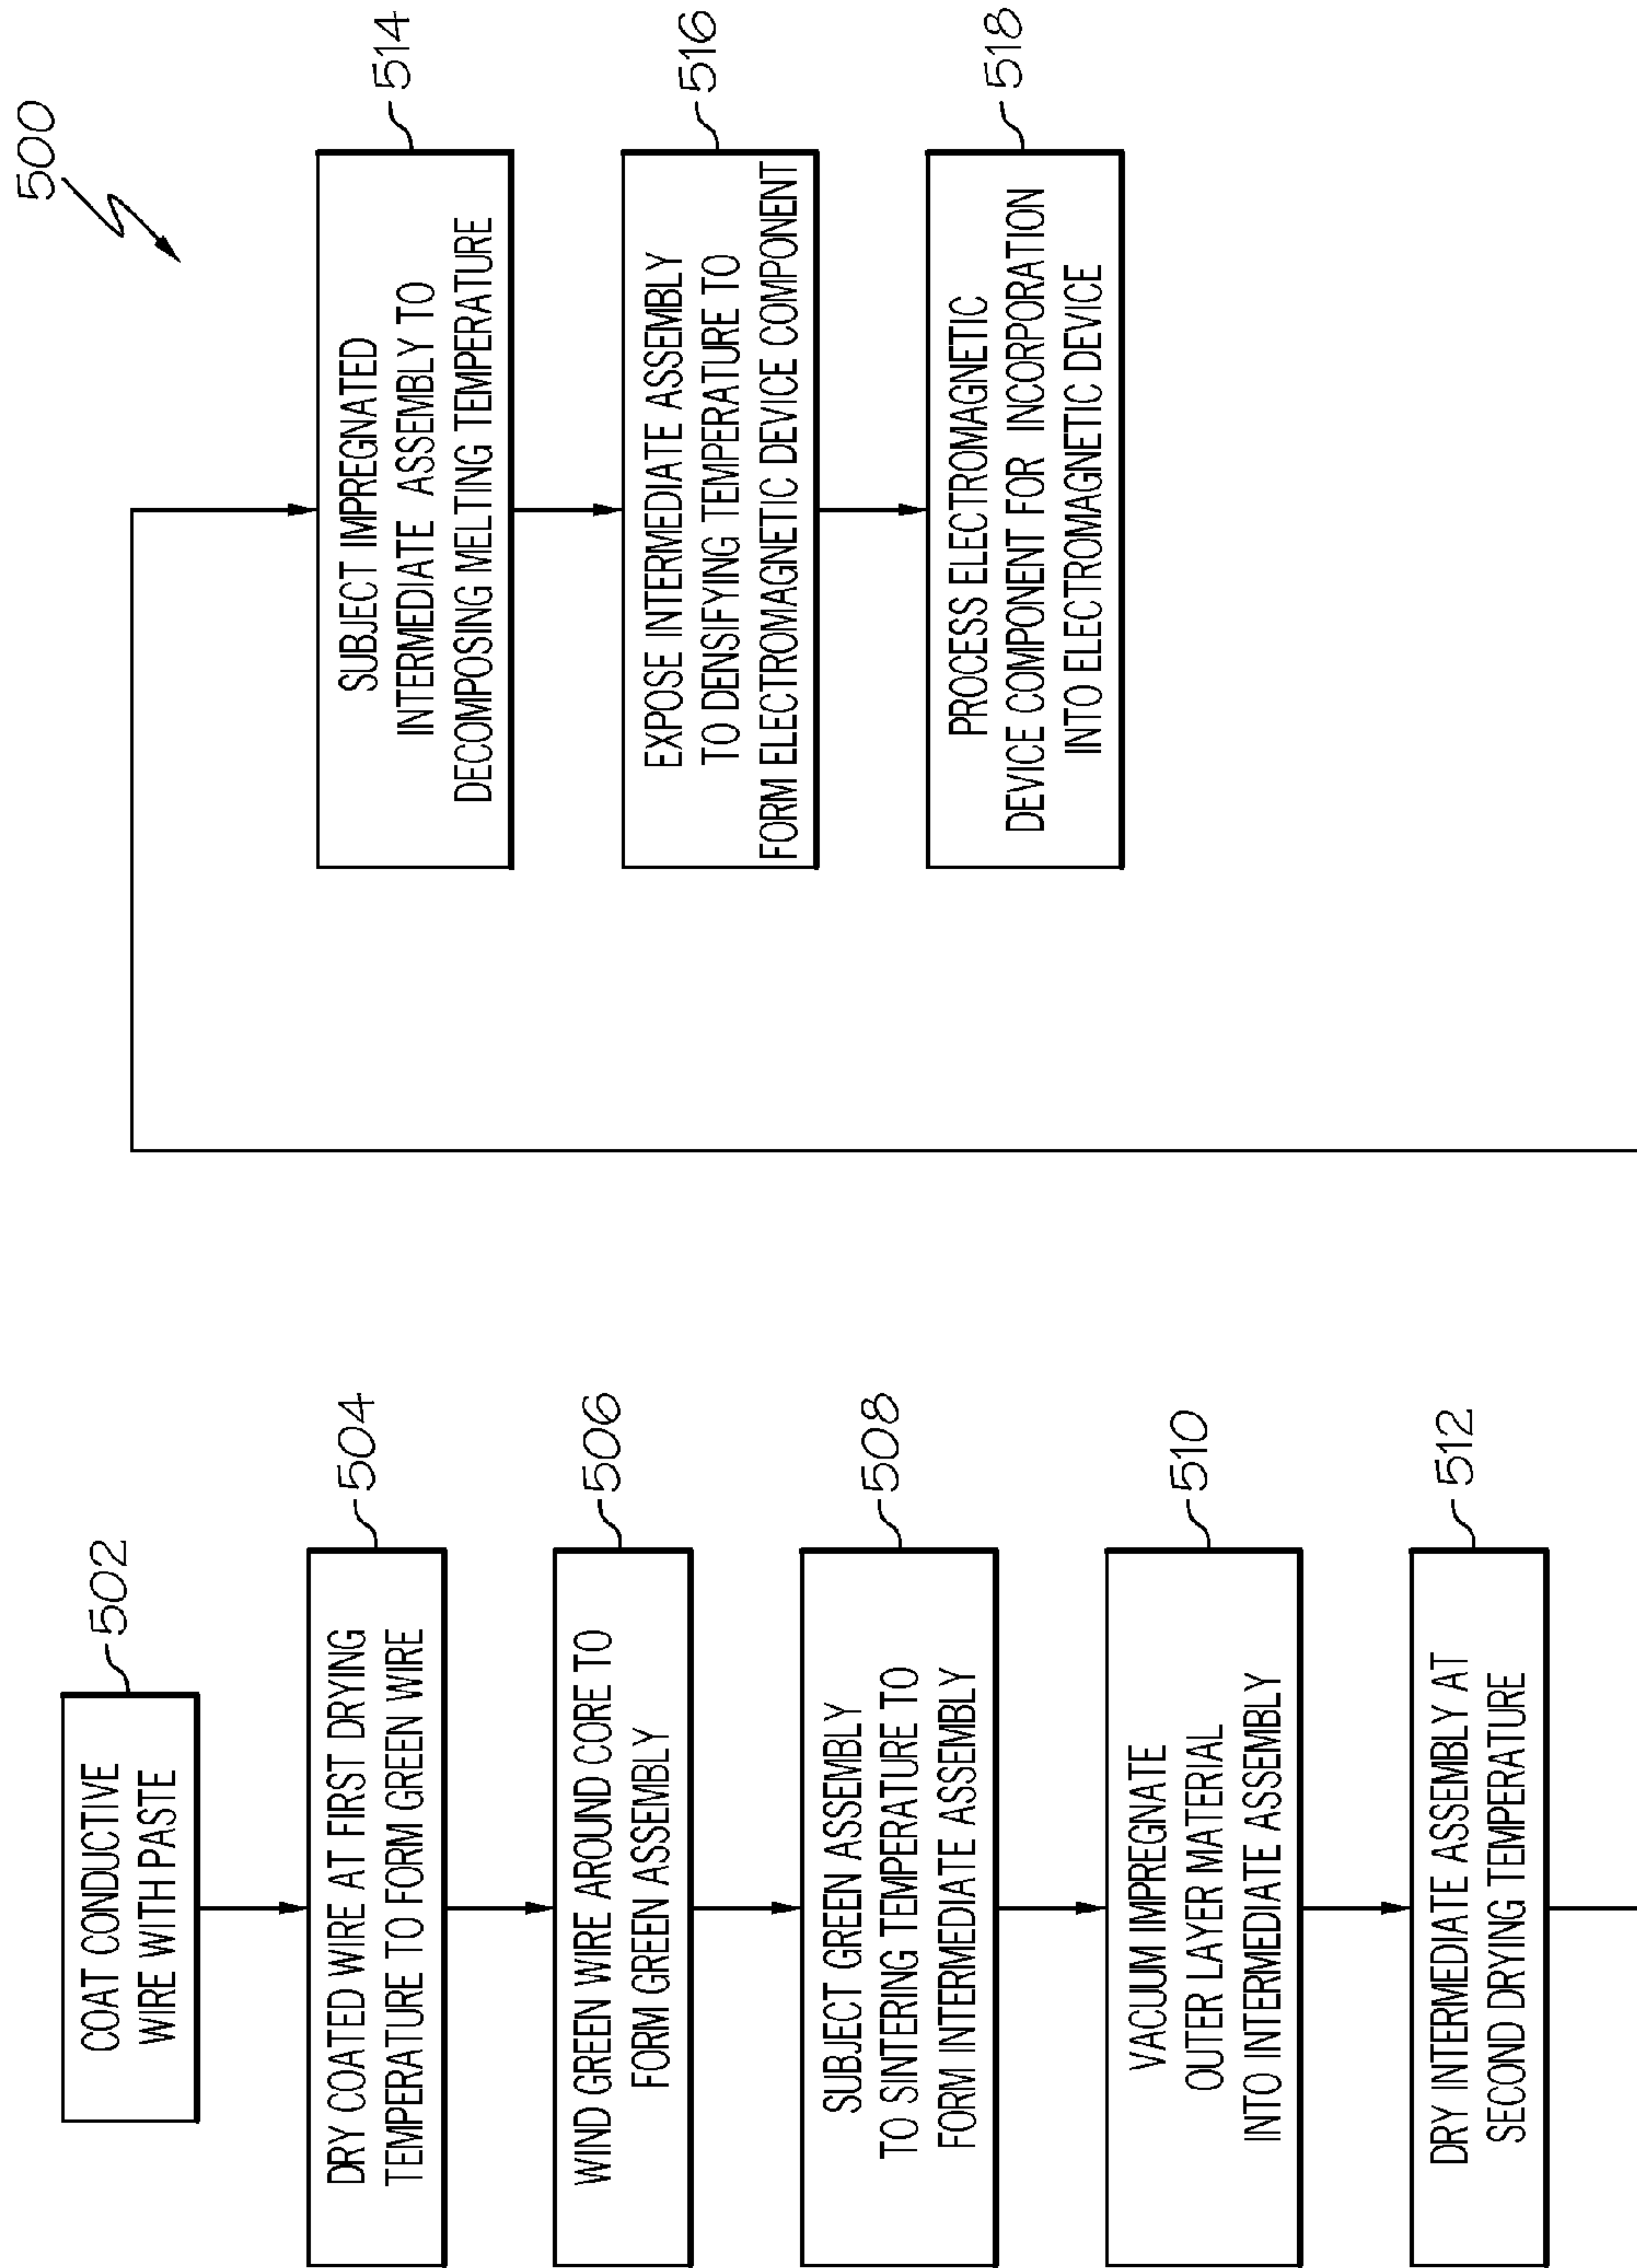 500
COAT CONDUCTIVE
WIRE WITH PASTE
502
DRY COATED WIRE AT FIRST DRYING
TEMPERATURE TO FORM GREEN WIRE
504
WIND GREEN WIRE AROUND CORE TO
FORM GREEN ASSEMBLY
506
SUBJECT GREEN ASSEMBLY
TO SINTERING TEMPERATURE TO
FORM INTERMEDIATE ASSEMBLY
508
VACUUM IMPREGNATE
OUTER LAYER MATERIAL
INTO INTERMEDIATE ASSEMBLY
510
DRY INTERMEDIATE ASSEMBLY AT
SECOND DRYING TEMPERATURE
512
SUBJECT IMPREGNATED
INTERMEDIATE ASSEMBLY TO
DECOMPOSING MELTING TEMPERATURE
514
EXPOSE INTERMEDIATE ASSEMBLY
TO DENSIFYING TEMPERATURE TO
FORM ELECTROMAGNETIC DEVICE COMPONENT
516
PROCESS ELECTROMAGNETIC
DEVICE COMPONENT FOR INCORPORATION
INTO ELECTROMAGNETIC DEVICE
518